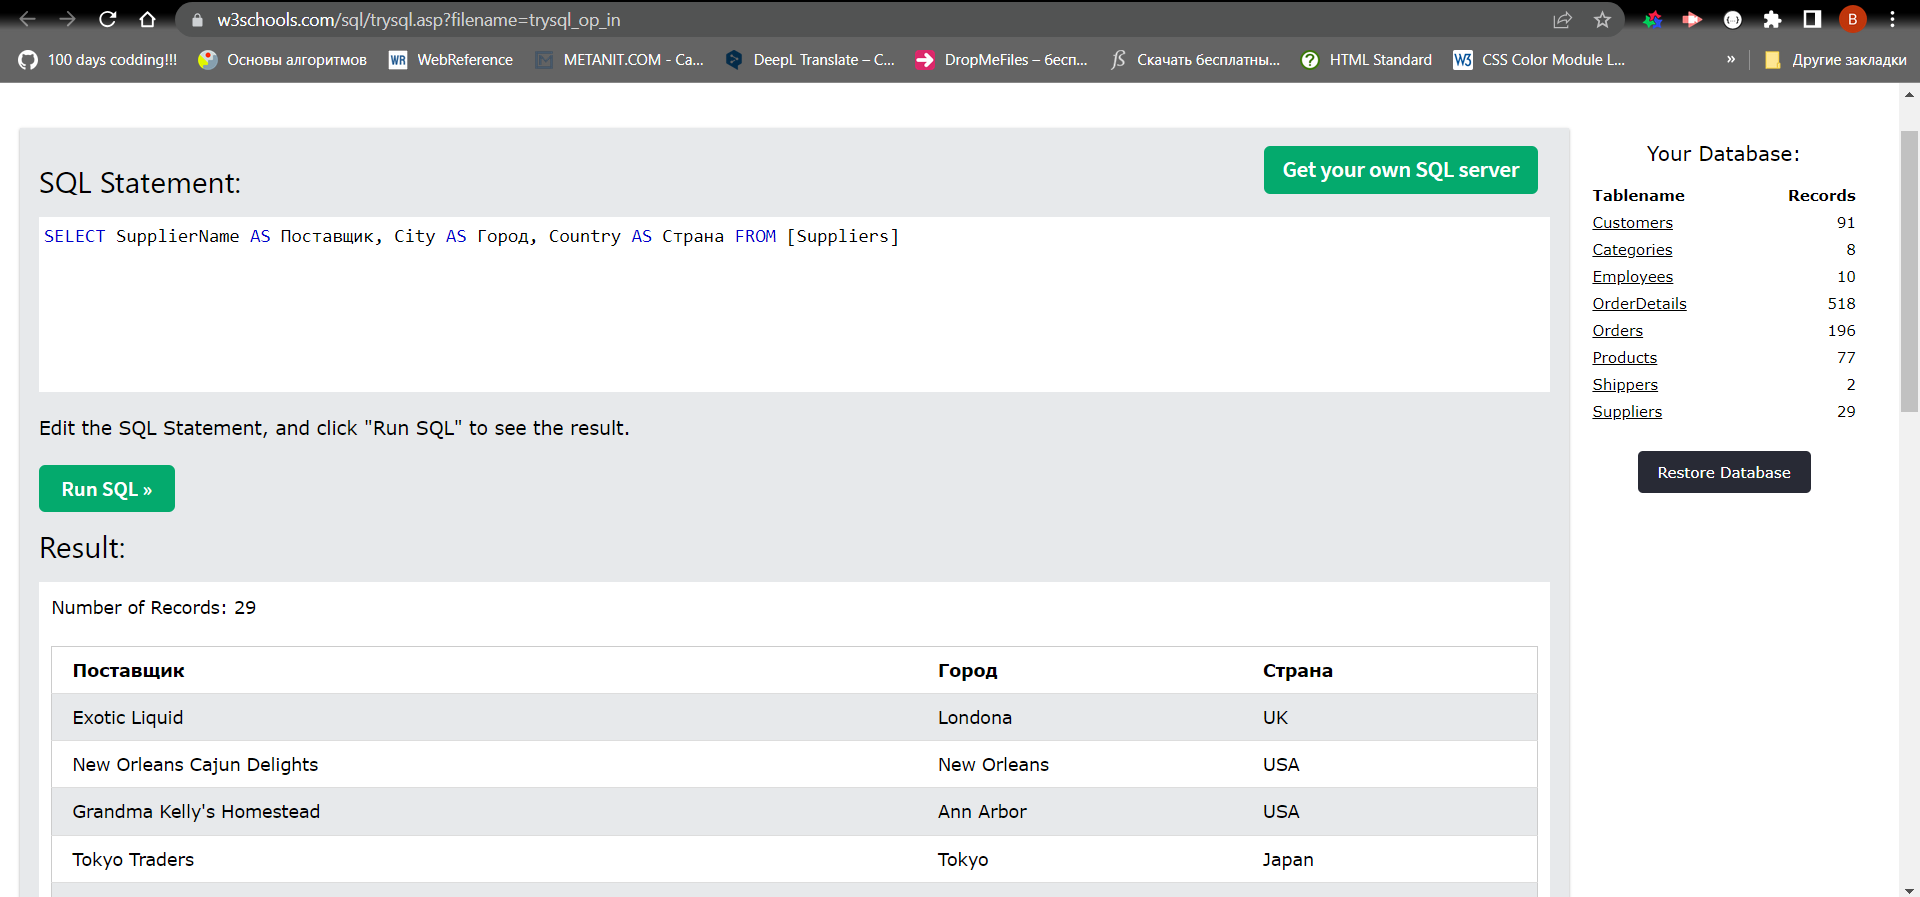 w3schools.com/sql/trysql.asp?filename=trysql_op_in
B
100 days codding!!! Основы алгоритмов WR WebReference METANIT.COM - Са... DeepL Translate – С... DropMeFiles – бесп... fS Скачать бесплатны... ? HTML Standard W3 CSS Color Module L... » Другие закладки
Get your own SQL server
SQL Statement:
SELECT SupplierName AS Поставщик, City AS Город, Country AS Страна FROM [Suppliers]
Edit the SQL Statement, and click "Run SQL" to see the result.
Run SQL »
Result:
Number of Records: 29
Поставщик Город Страна
Exotic Liquid Londona UK
New Orleans Cajun Delights New Orleans USA
Grandma Kelly's Homestead Ann Arbor USA
Tokyo Traders Tokyo Japan
Your Database:
Tablename Records
Customers 91
Categories 8
Employees 10
OrderDetails 518
Orders 196
Products 77
Shippers 2
Suppliers 29
Restore Database